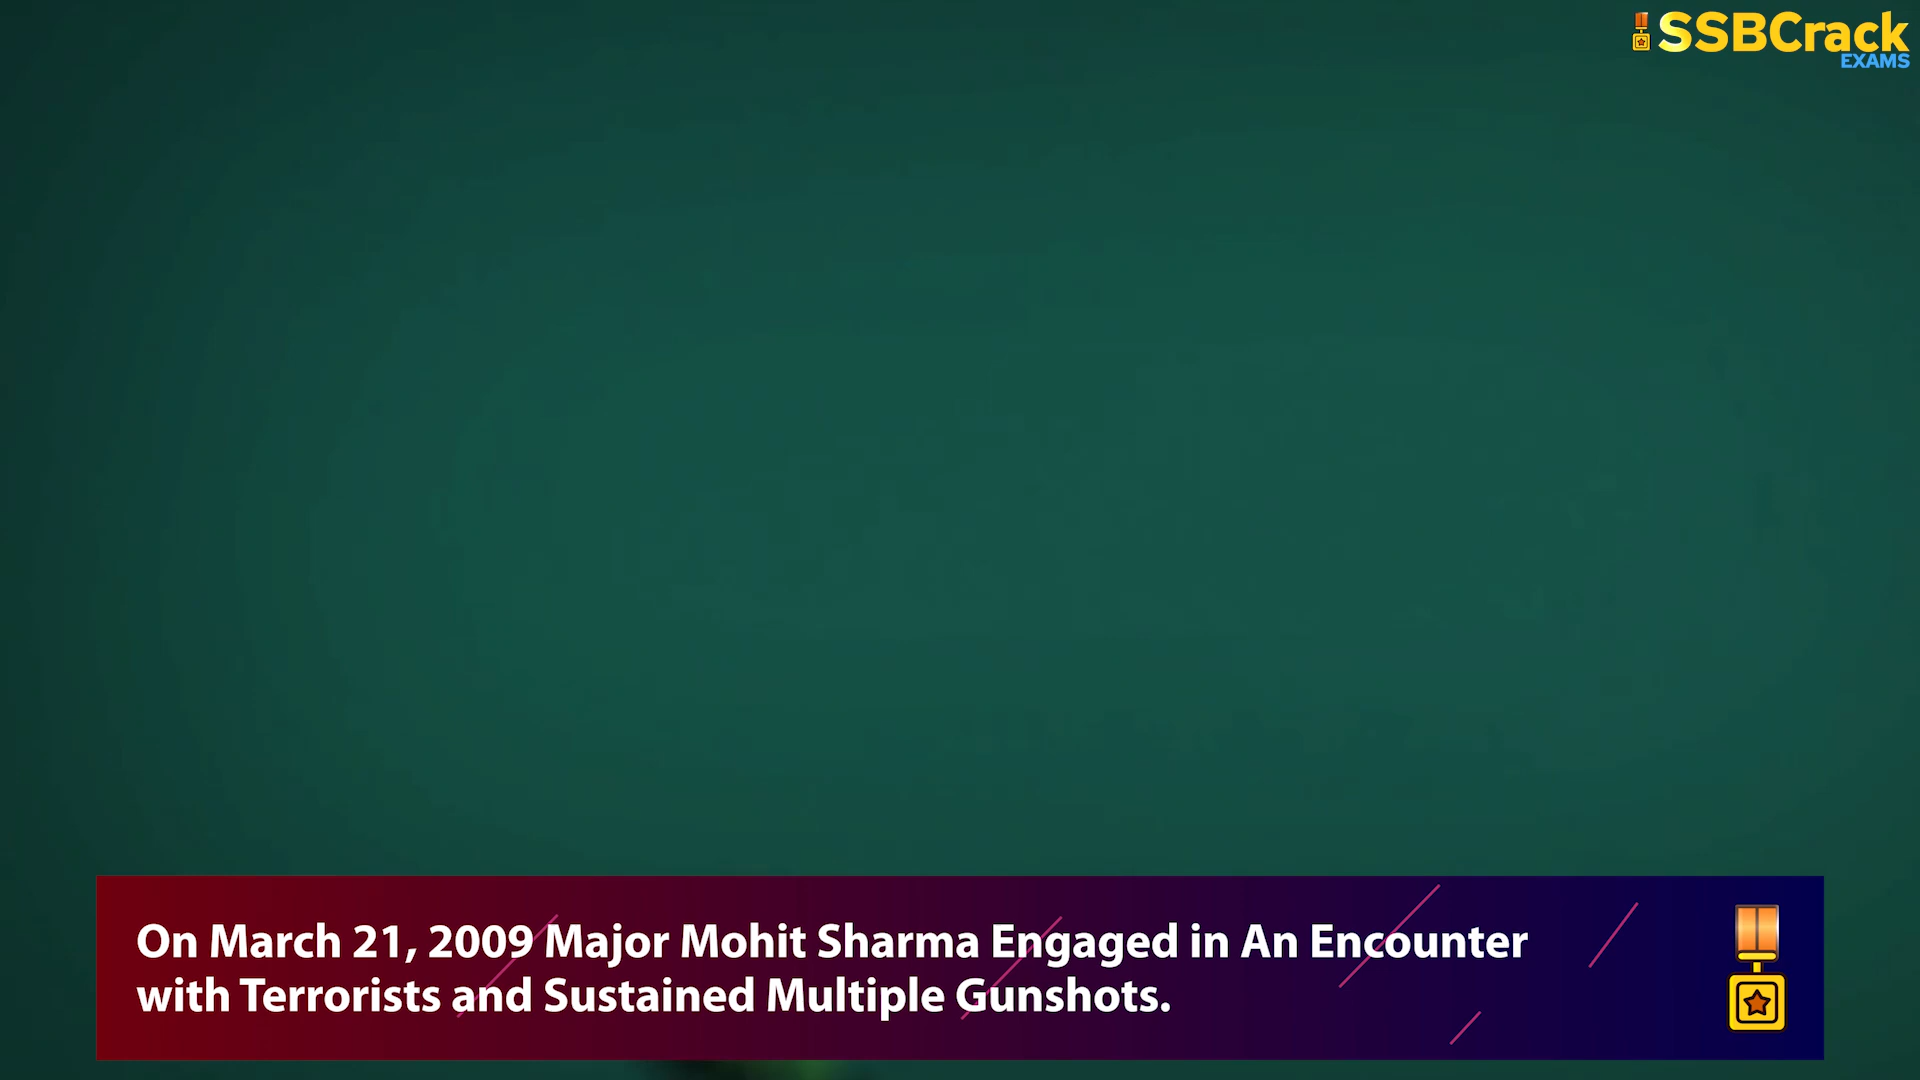 SSBCrack
EXAMS
On March 21, 2009 Major Mohit Sharma Engaged in An Encounter
with Terrorists and Sustained Multiple Gunshots.